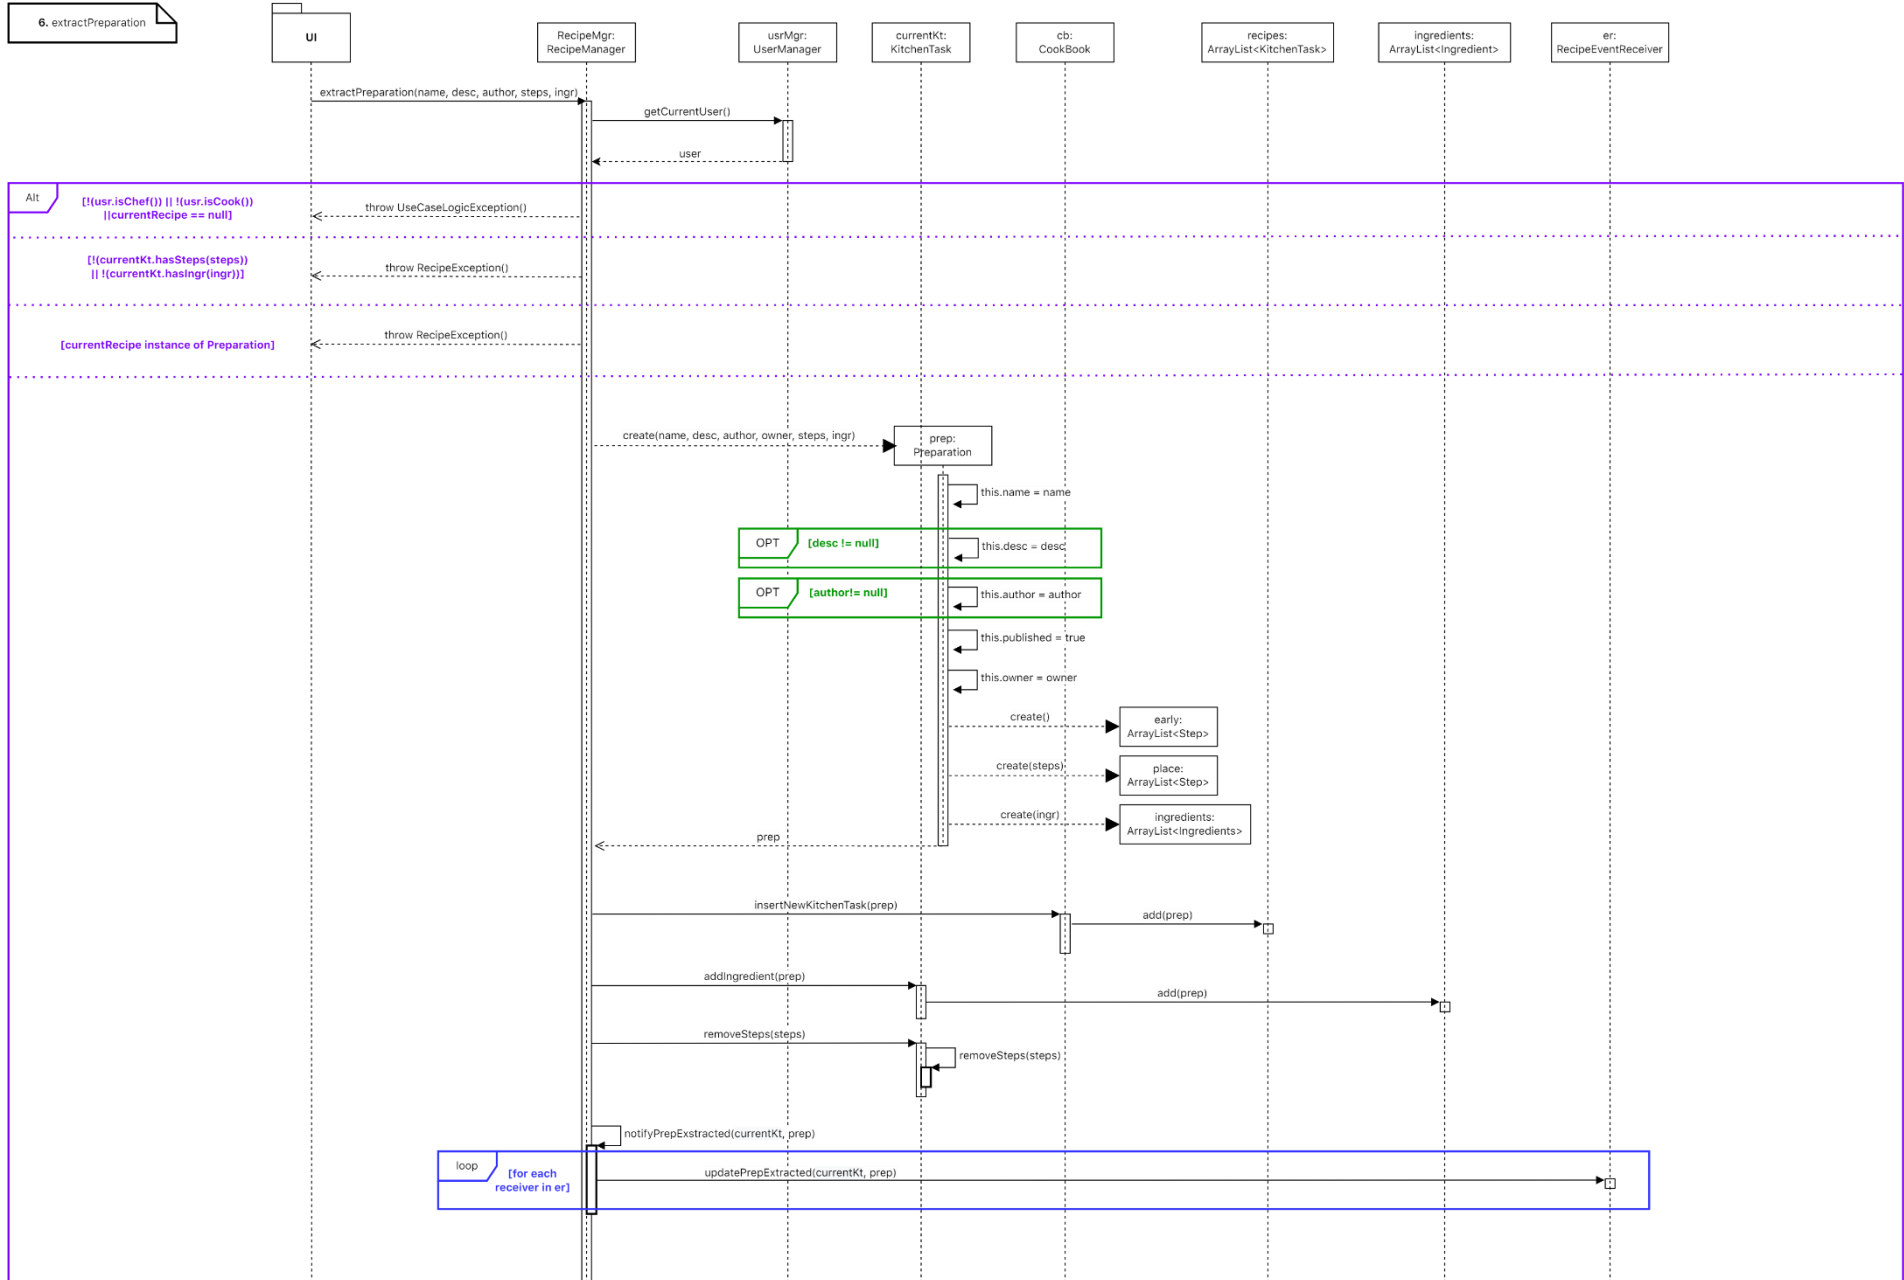 6. extractPreparation
UI
RecipeMgr:
RecipeManager
usrMgr:
UserManager
currentKt:
KitchenTask
cb:
CookBook
recipes:
ArrayList<KitchenTask>
ingredients:
ArrayList<Ingredient>
er:
RecipeEventReceiver
extractPreparation(name, desc, author, steps, ingr)
getCurrentUser()
user
Alt
[!(usr.isChef()) || !(usr.isCook())
||currentRecipe == null]
throw UseCaseLogicException()
[!(currentKt.hasSteps(steps))
|| !(currentKt.hasIngr(ingr))]
throw RecipeException()
[currentRecipe instance of Preparation]
throw RecipeException()
create(name, desc, author, owner, steps, ingr)
prep:
Preparation
this.name = name
OPT
[desc != null]
this.desc = desc
OPT
[author!= null]
this.author = author
this.published = true
this.owner = owner
create()
early:
ArrayList<Step>
create(steps)
place:
ArrayList<Step>
create(ingr)
ingredients:
ArrayList<Ingredients>
prep
insertNewKitchenTask(prep)
add(prep)
addIngredient(prep)
add(prep)
removeSteps(steps)
removeSteps(steps)
notifyPrepExstracted(currentKt, prep)
loop
[for each
receiver in er]
updatePrepExtracted(currentKt, prep)